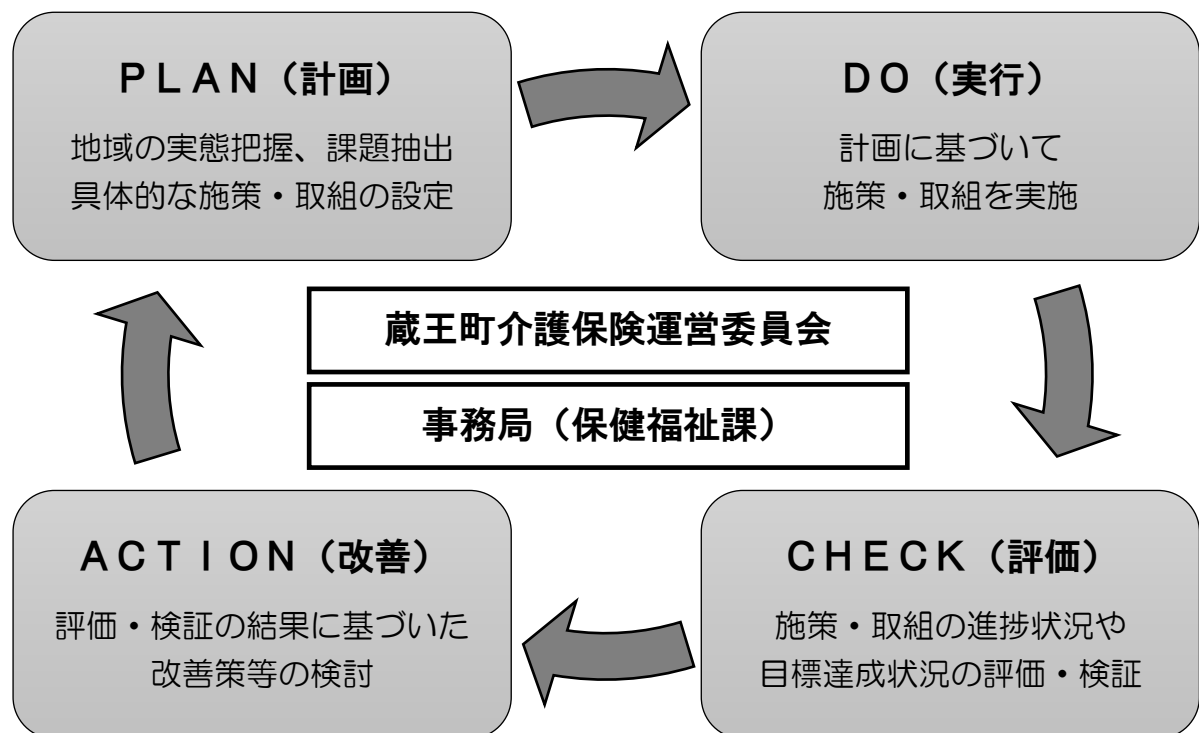 ＰＬＡＮ（計画）
地域の実態把握、課題抽出
具体的な施策・取組の設定
ＤＯ（実行）
計画に基づいて
施策・取組を実施
蔵王町介護保険運営委員会
事務局（保健福祉課）
ＡＣＴＩＯＮ（改善）
評価・検証の結果に基づいた
改善策等の検討
ＣＨＥＣＫ（評価）
施策・取組の進捗状況や
目標達成状況の評価・検証